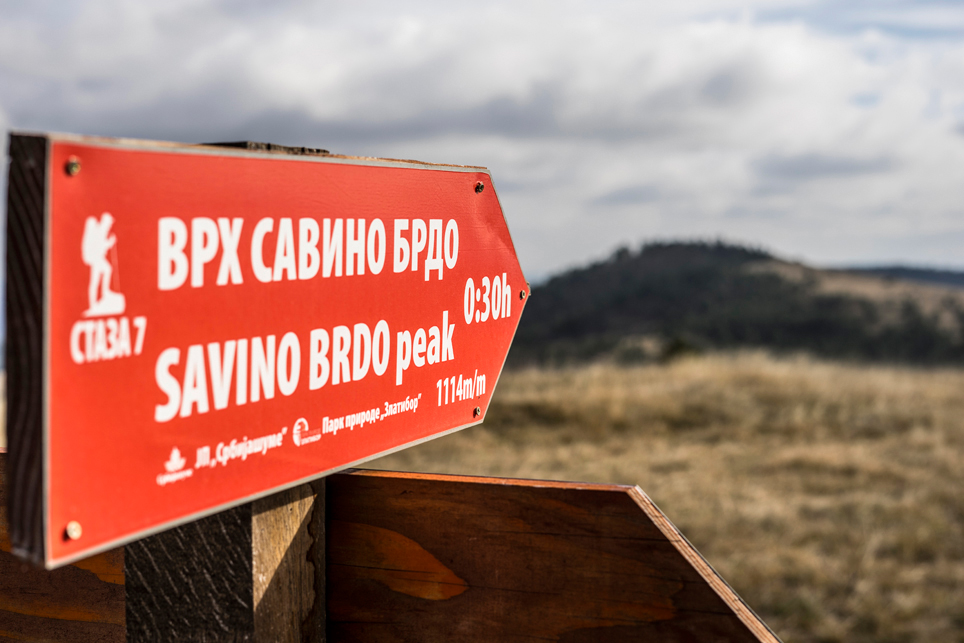 ВРХ САВИНО БРДО
0:30h
СТАЗА 7
SAVINO BRDO peak
1114m/m
ЈП „Србијашуме” Парк природе „Златибор”